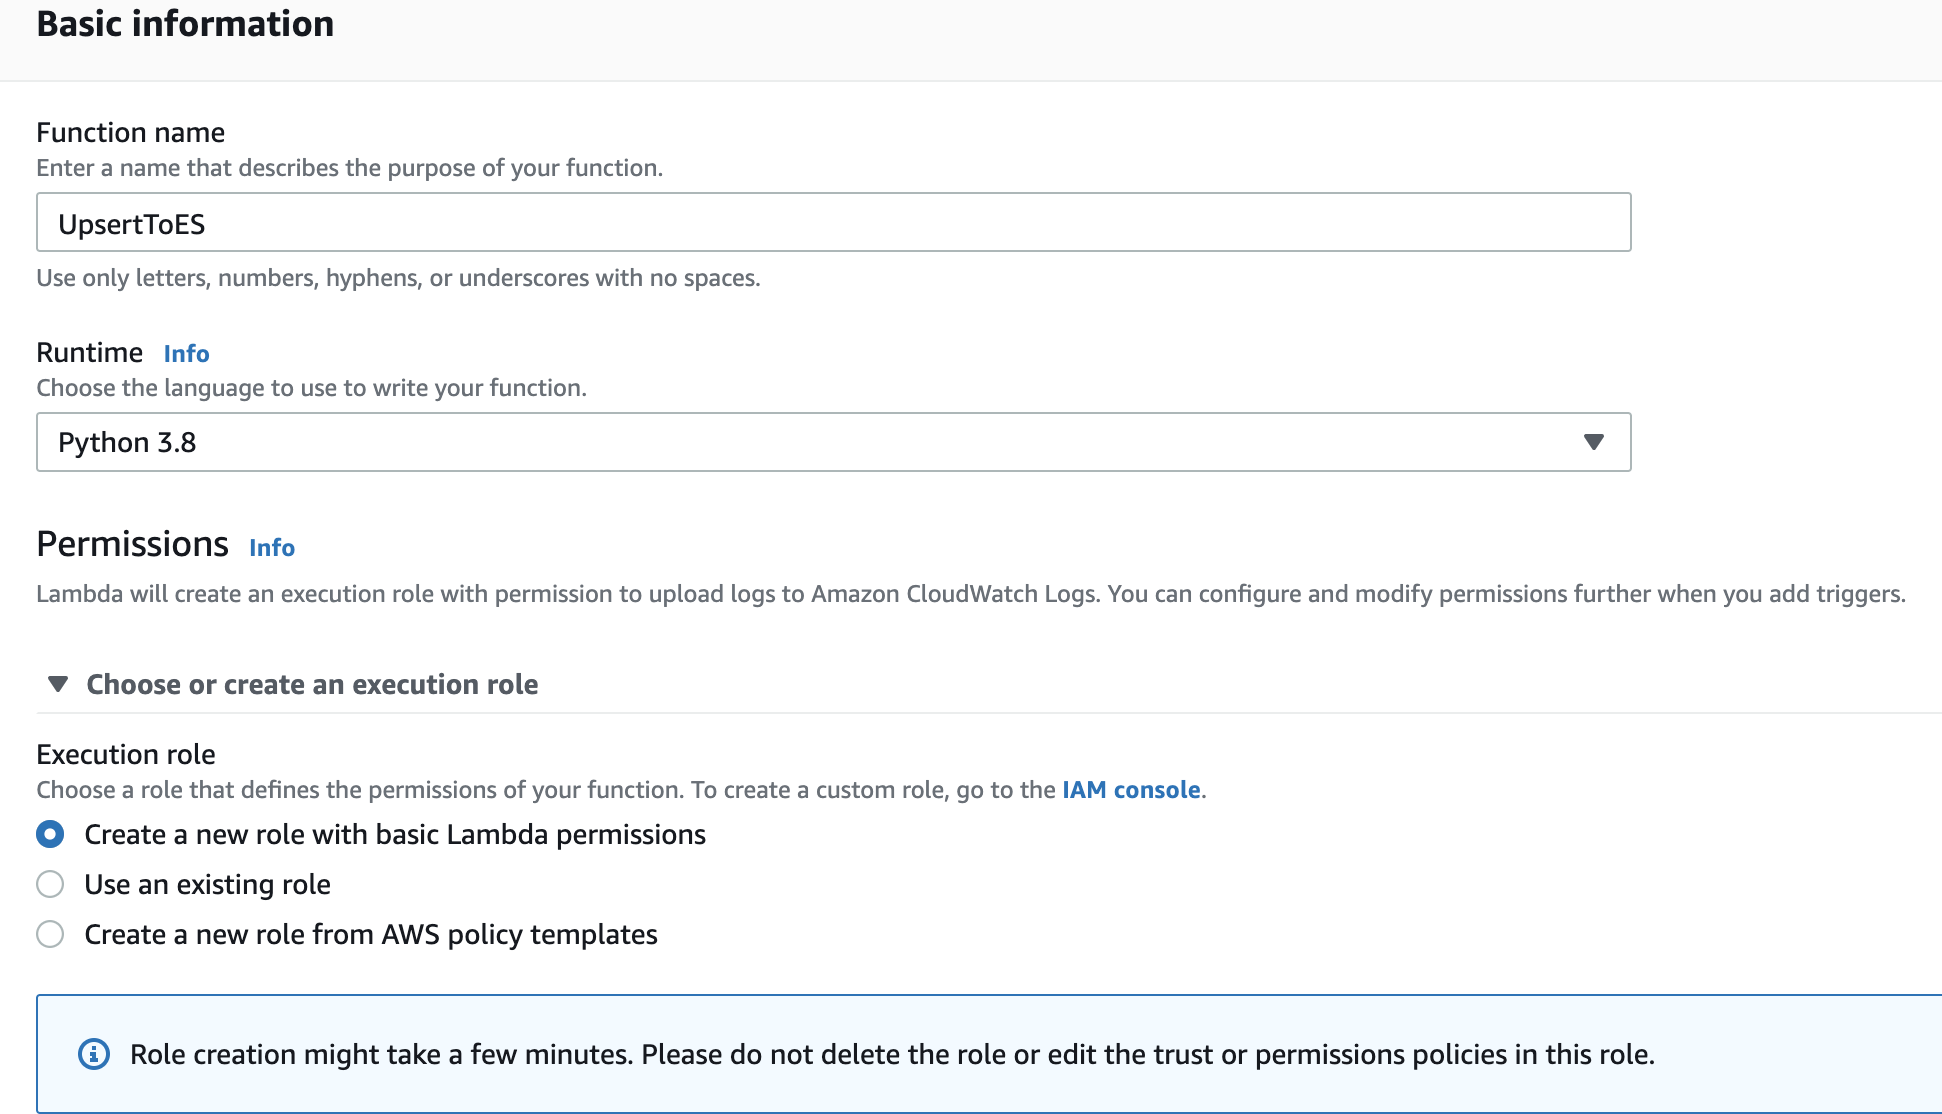 Basic information
Function name
Enter a name that describes the purpose of your function.
UpsertToES
Use only letters, numbers, hyphens, or underscores with no spaces.
Runtime Info
Choose the language to use to write your function.
Python 3.8
Permissions Info
Lambda will create an execution role with permission to upload logs to Amazon CloudWatch Logs. You can configure and modify permissions further when you add triggers.
Choose or create an execution role
Execution role
Choose a role that defines the permissions of your function. To create a custom role, go to the IAM console.
Create a new role with basic Lambda permissions
Use an existing role
Create a new role from AWS policy templates
Role creation might take a few minutes. Please do not delete the role or edit the trust or permissions policies in this role.